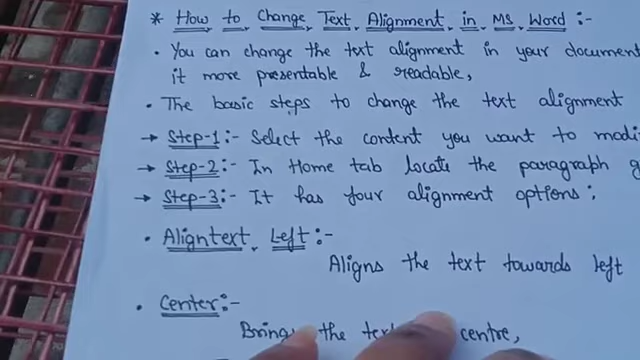 * How to Change Text Alignment in MS Word :-
• You can change the text alignment in your document
it more presentable & readable,
• The basic steps to change the text alignment
→ Step-1 :- Select the content you want to
→ Step-2 :- In Home tab locate the paragraph
→ Step-3 :- It has four alignment options :
• Aligntext Left :-
Aligns the text towards left
• Center :-
the centre,